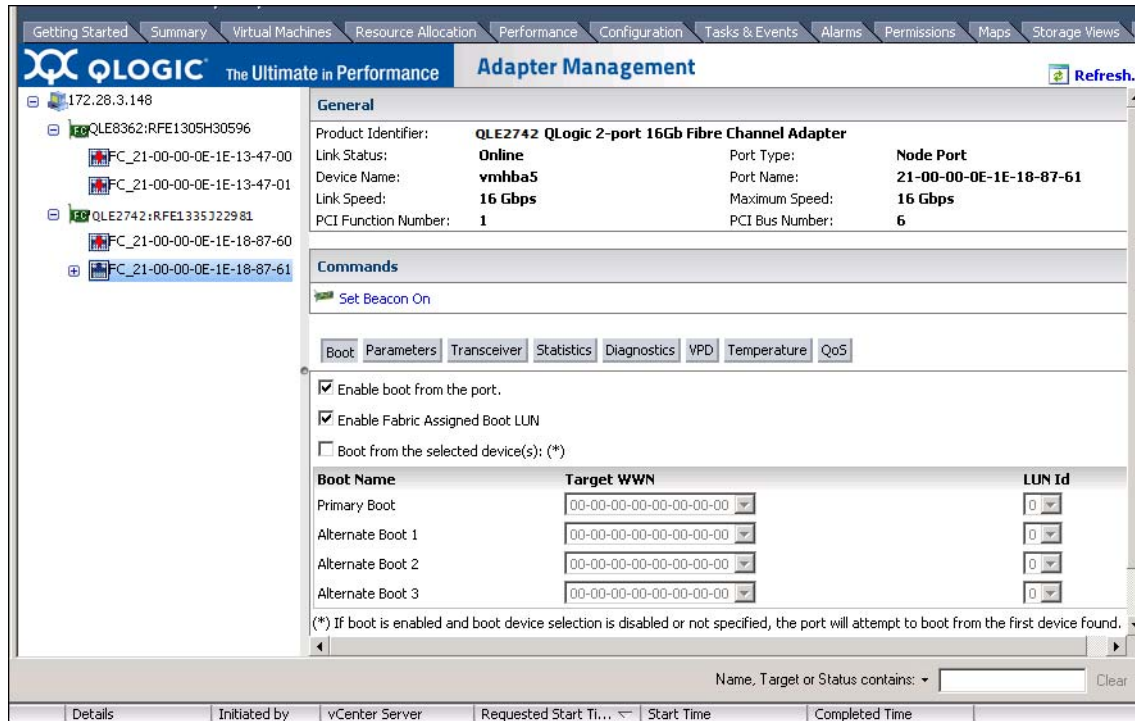 Getting Started Summary Virtual Machines Resource Allocation Performance Configuration Tasks & Events Alarms Permissions Maps Storage Views
QLOGIC The Ultimate in Performance Adapter Management
Refresh.
172.28.3.148
QLE8362:RFE1305H30596
FC_21-00-00-0E-1E-13-47-00
FC_21-00-00-0E-1E-13-47-01
QLE2742:RFE1335J22981
FC_21-00-00-0E-1E-18-87-60
FC_21-00-00-0E-1E-18-87-61
General
Product Identifier: QLE2742 QLogic 2-port 16Gb Fibre Channel Adapter
Link Status: Online Port Type: Node Port
Device Name: vmhba5 Port Name: 21-00-00-0E-1E-18-87-61
Link Speed: 16 Gbps Maximum Speed: 16 Gbps
PCI Function Number: 1 PCI Bus Number: 6
Commands
Set Beacon On
Boot Parameters Transceiver Statistics Diagnostics VPD Temperature QoS
Enable boot from the port.
Enable Fabric Assigned Boot LUN
Boot from the selected device(s): (*)
Boot Name Target WWN LUN Id
Primary Boot 00-00-00-00-00-00-00-00 0
Alternate Boot 1 00-00-00-00-00-00-00-00 0
Alternate Boot 2 00-00-00-00-00-00-00-00 0
Alternate Boot 3 00-00-00-00-00-00-00-00 0
(*) If boot is enabled and boot device selection is disabled or not specified, the port will attempt to boot from the first device found.
Name, Target or Status contains: Clear
Details Initiated by vCenter Server Requested Start Ti... Start Time Completed Time